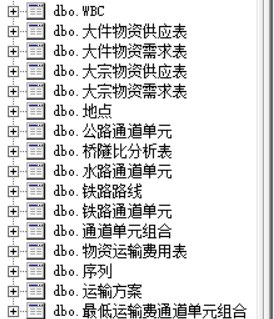 dbo.WBC
dbo.大件物资供应表
dbo.大件物资需求表
dbo.大宗物资供应表
dbo.大宗物资需求表
dbo.地点
dbo.公路通道单元
dbo.桥隧比分析表
dbo.水路通道单元
dbo.铁路路线
dbo.铁路通道单元
dbo.通道单元组合
dbo.物资运输费用表
dbo.序列
dbo.运输方案
dbo.最低运输费通道单元组合